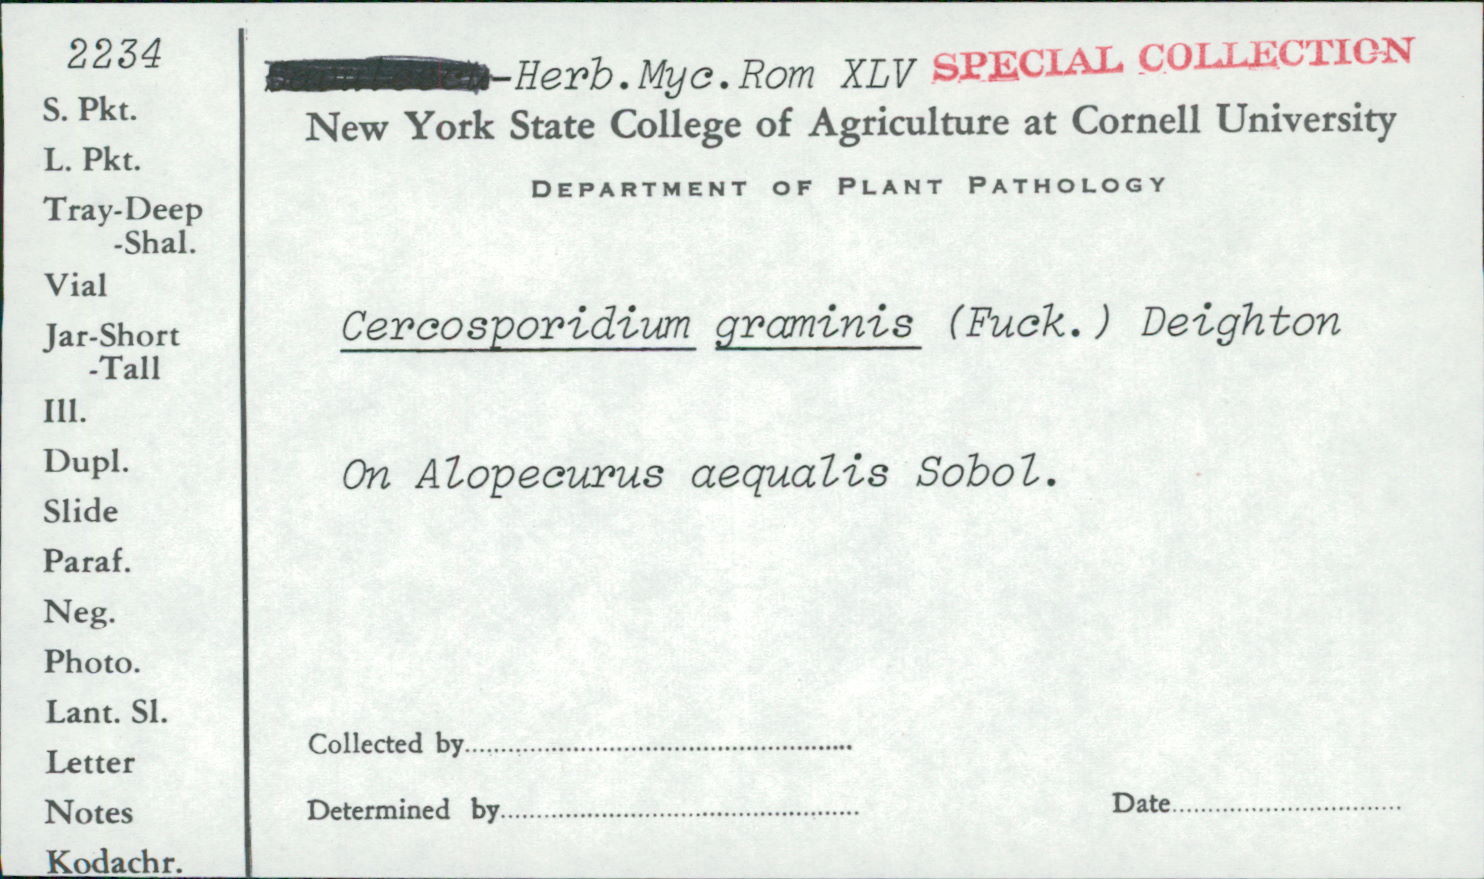 2234
-Herb.Myc.Rom XLV SPECIAL COLLECTION
New York State College of Agriculture at Cornell University
DEPARTMENT OF PLANT PATHOLOGY
S. Pkt.
L. Pkt.
Tray-Deep
-Shal.
Vial
Jar-Short
-Tall
Ill.
Dupl.
Slide
Paraf.
Neg.
Photo.
Lant. Sl.
Letter
Notes
Kodachr.
Cercosporidium graminis (Fuck.) Deighton
On Alopecurus aequalis Sobol.
Collected by
Determined by
Date